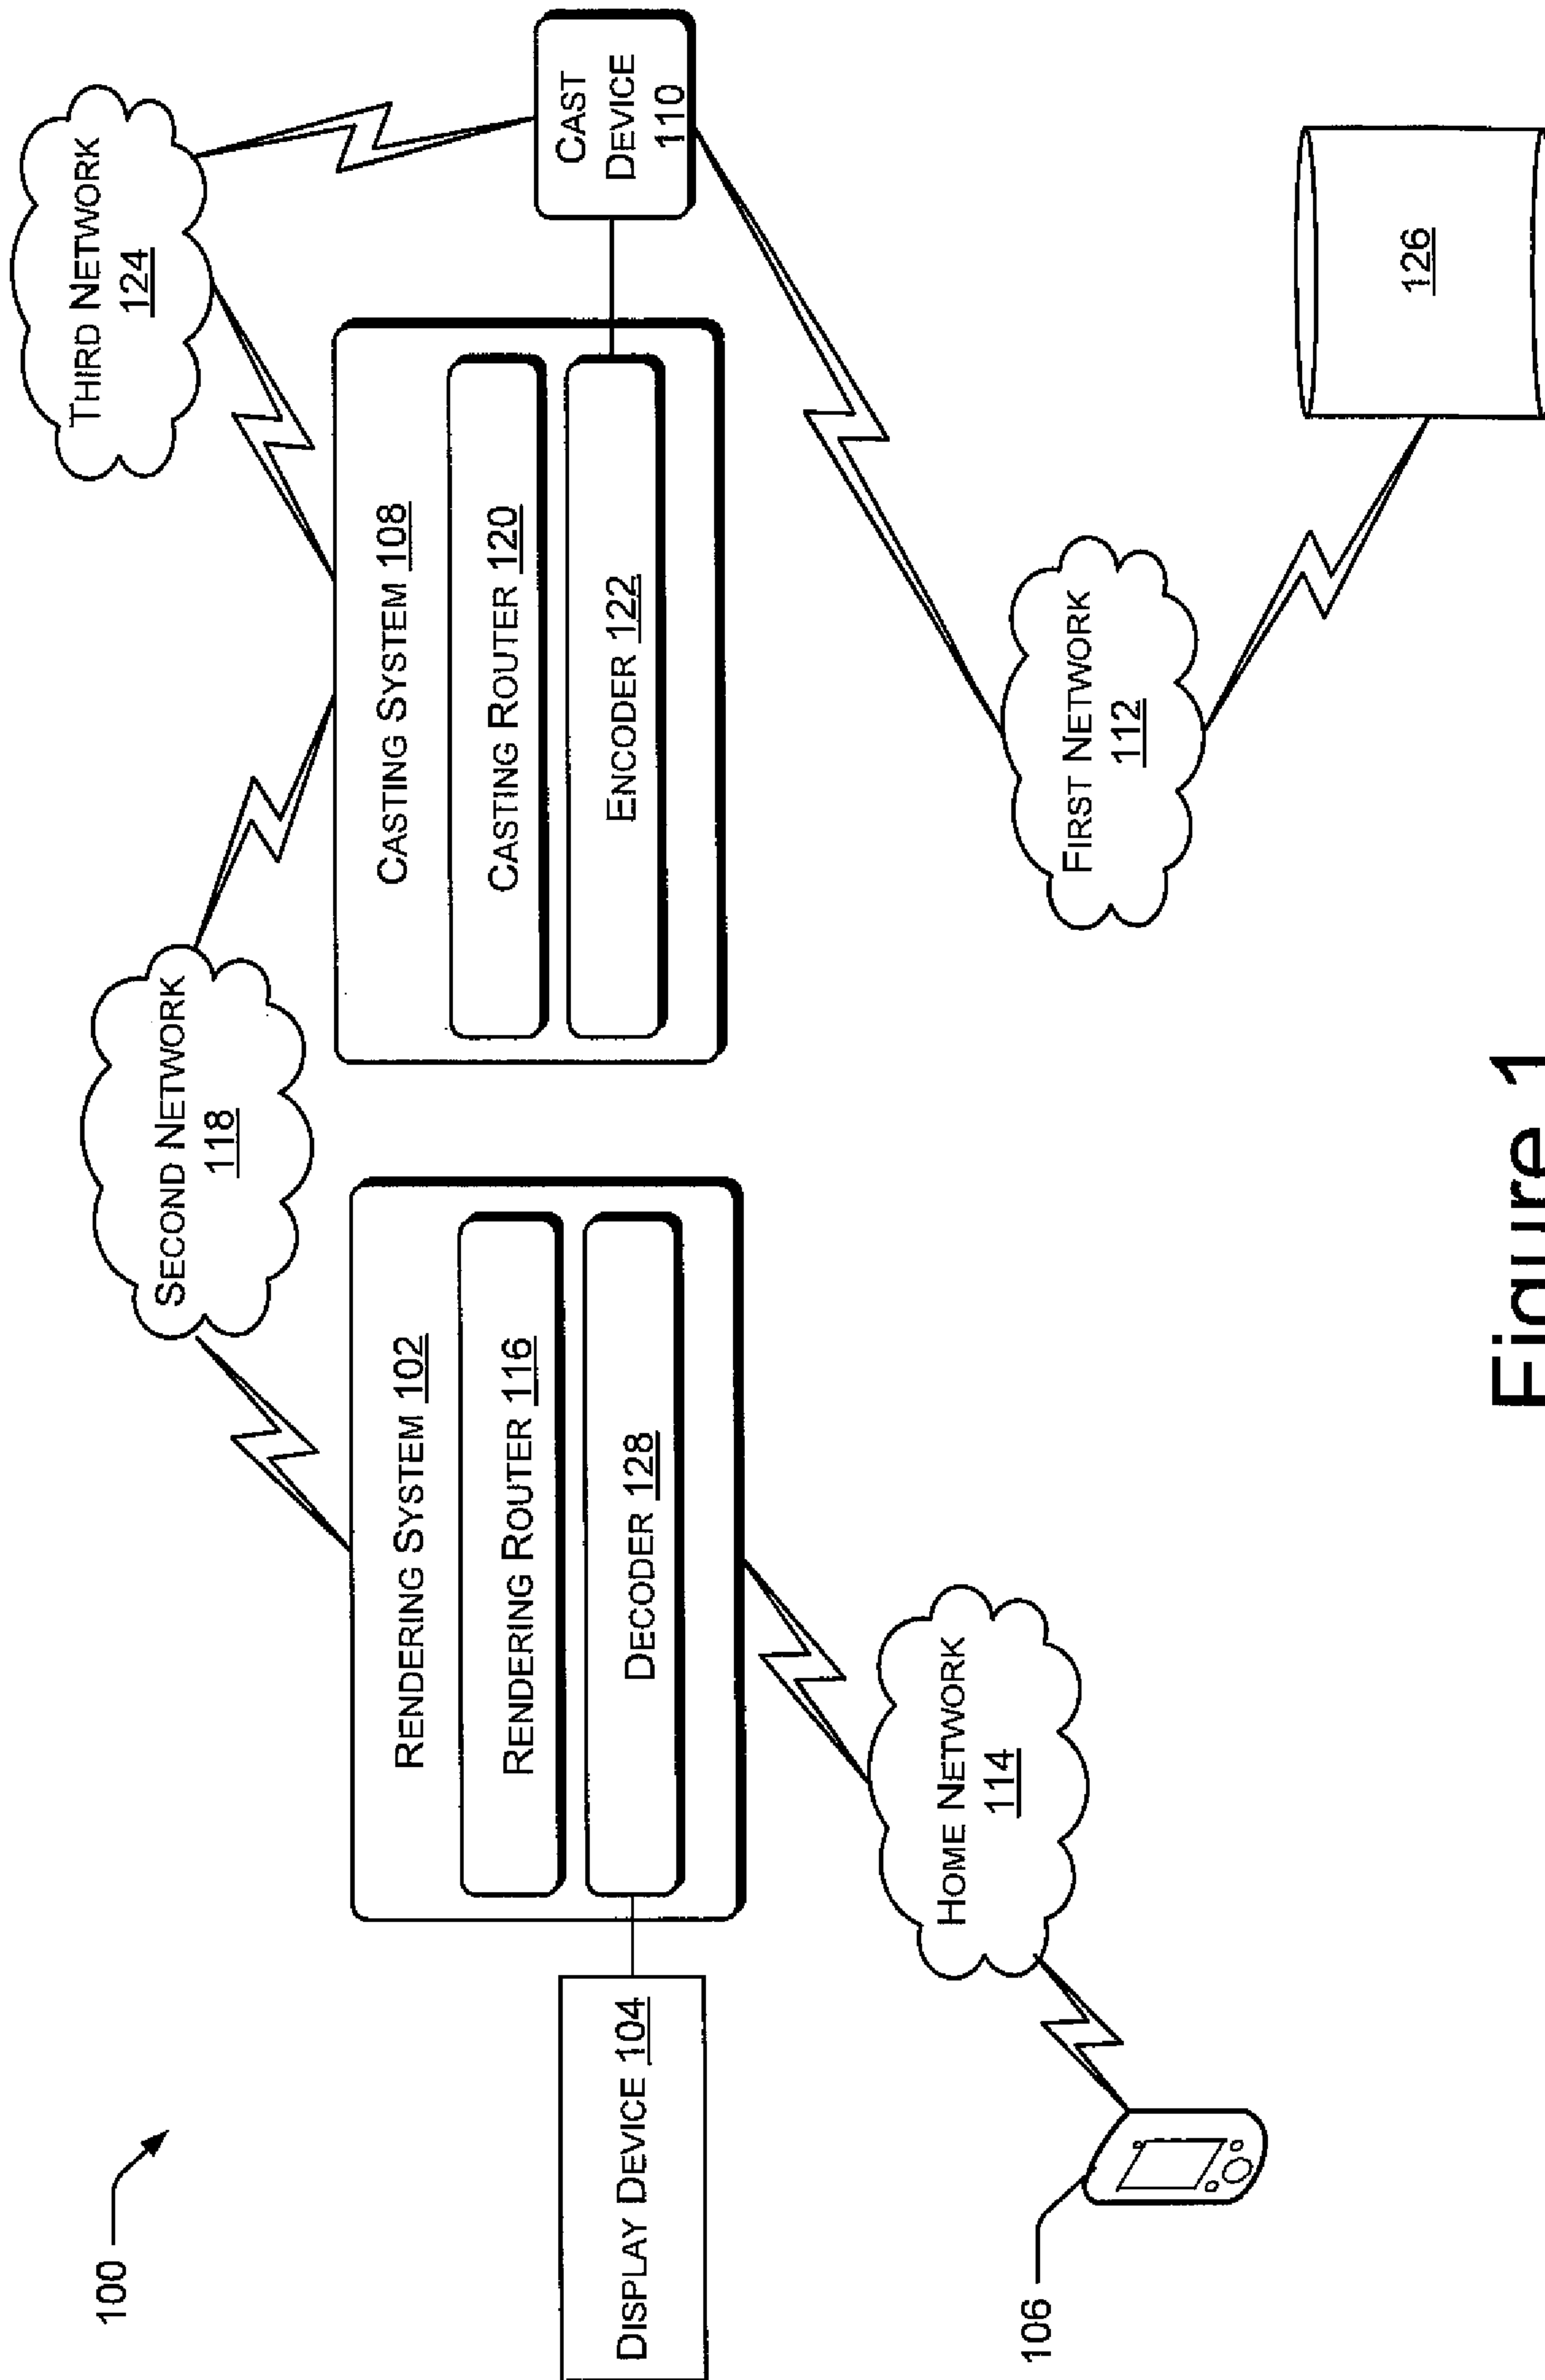 100
SECOND NETWORK
118
THIRD NETWORK
124
RENDERING SYSTEM 102
RENDERING ROUTER 116
DECODER 128
CASTING SYSTEM 108
CASTING ROUTER 120
ENCODER 122
DISPLAY DEVICE 104
CAST
DEVICE
110
HOME NETWORK
114
FIRST NETWORK
112
106
126
Figure 1